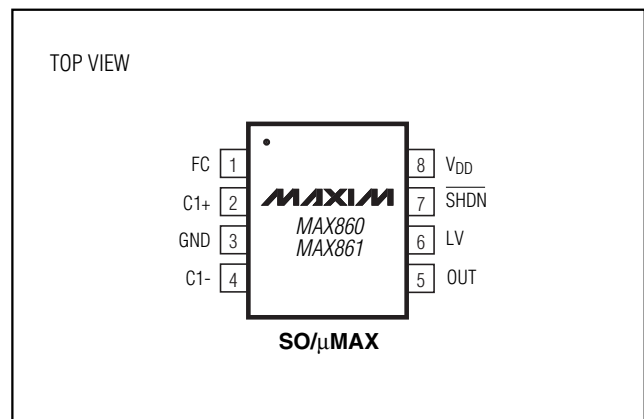 TOP VIEW
FC 1
C1+ 2
GND 3
C1- 4
MAXIM
MAX860
MAX861
8 VDD
7 SHDN
6 LV
5 OUT
SO/μMAX